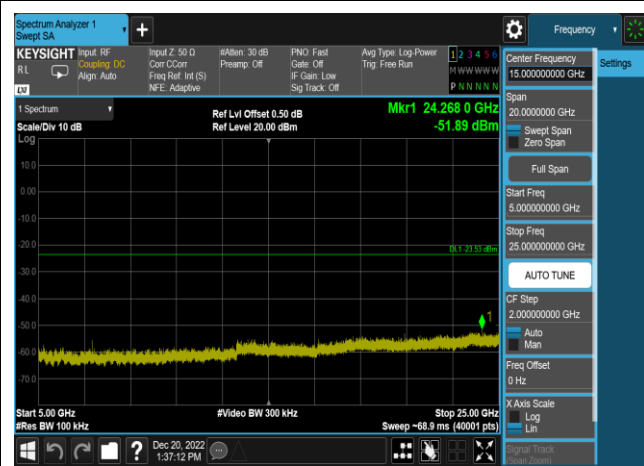 Spectrum Analyzer 1
Swept SA
+
Frequency
KEYSIGHT
RL
LXI
Input: RF
Coupling: DC
Align: Auto
Input Z: 50 Ω
Corr CCorr
Freq Ref: Int (S)
NFE: Adaptive
#Atten: 30 dB
Preamp: Off
PNO: Fast
Gate: Off
IF Gain: Low
Sig Track: Off
Avg Type: Log-Power
Trig: Free Run
1 2 3 4 5 6
M W W W W W
P N N N N N
1 Spectrum
Scale/Div 10 dB
Log
Ref Lvl Offset 0.50 dB
Ref Level 20.00 dBm
Mkr1 24.268 0 GHz
-51.89 dBm
10.0
0.00
-10.0
-20.0
DL1 -23.53 dBm
-30.0
-40.0
-50.0
1
-60.0
-70.0
Start 5.00 GHz
#Res BW 100 kHz
#Video BW 300 kHz
Stop 25.00 GHz
Sweep ~68.9 ms (40001 pts)
?
Dec 20, 2022
1:37:12 PM
Center Frequency
15.000000000 GHz
Settings
Span
20.0000000 GHz
Swept Span
Zero Span
Full Span
Start Freq
5.000000000 GHz
Stop Freq
25.000000000 GHz
AUTO TUNE
CF Step
2.000000000 GHz
Auto
Man
Freq Offset
0 Hz
X Axis Scale
Log
Lin
Signal Track
(Span Zoom)